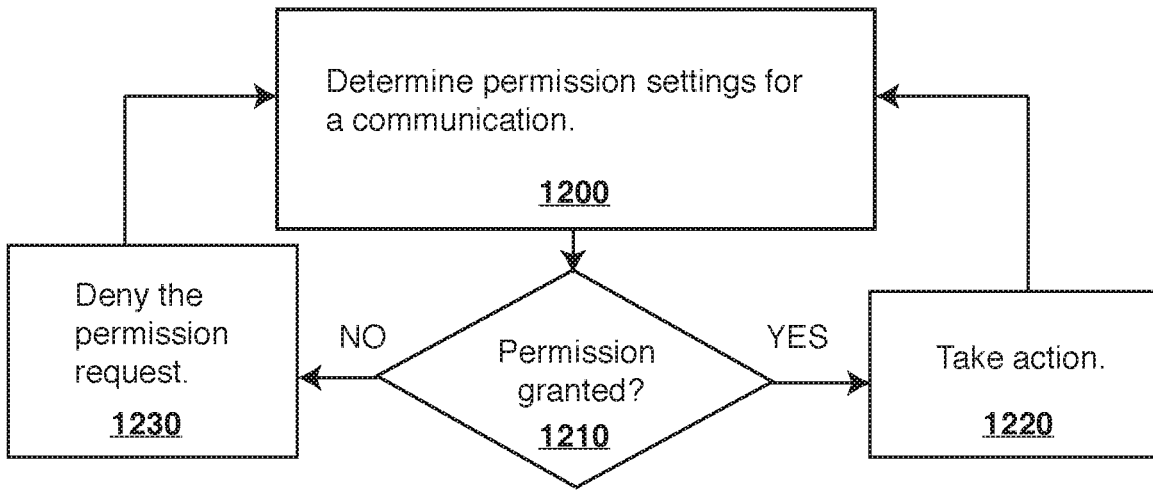 Determine permission settings for
a communication.
1200
Deny the
permission
request.
1230
NO
Permission
granted?
1210
YES
Take action.
1220